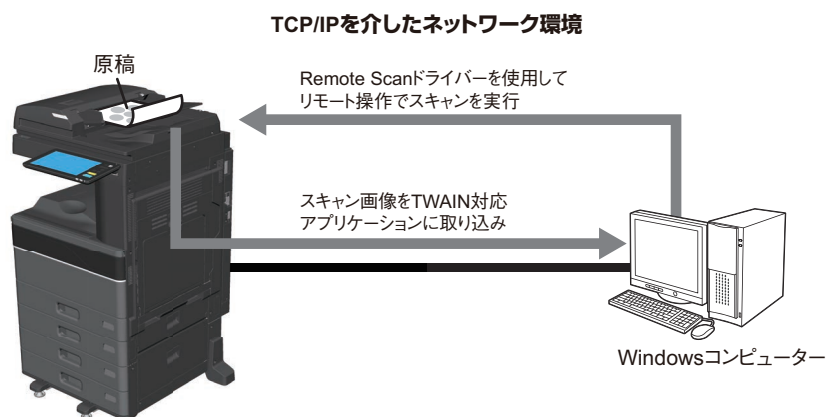 TCP/IPを介したネットワーク環境
原稿
Remote Scanドライバーを使用して
リモート操作でスキャンを実行
スキャン画像をTWAIN対応
アプリケーションに取り込み
Windowsコンピューター